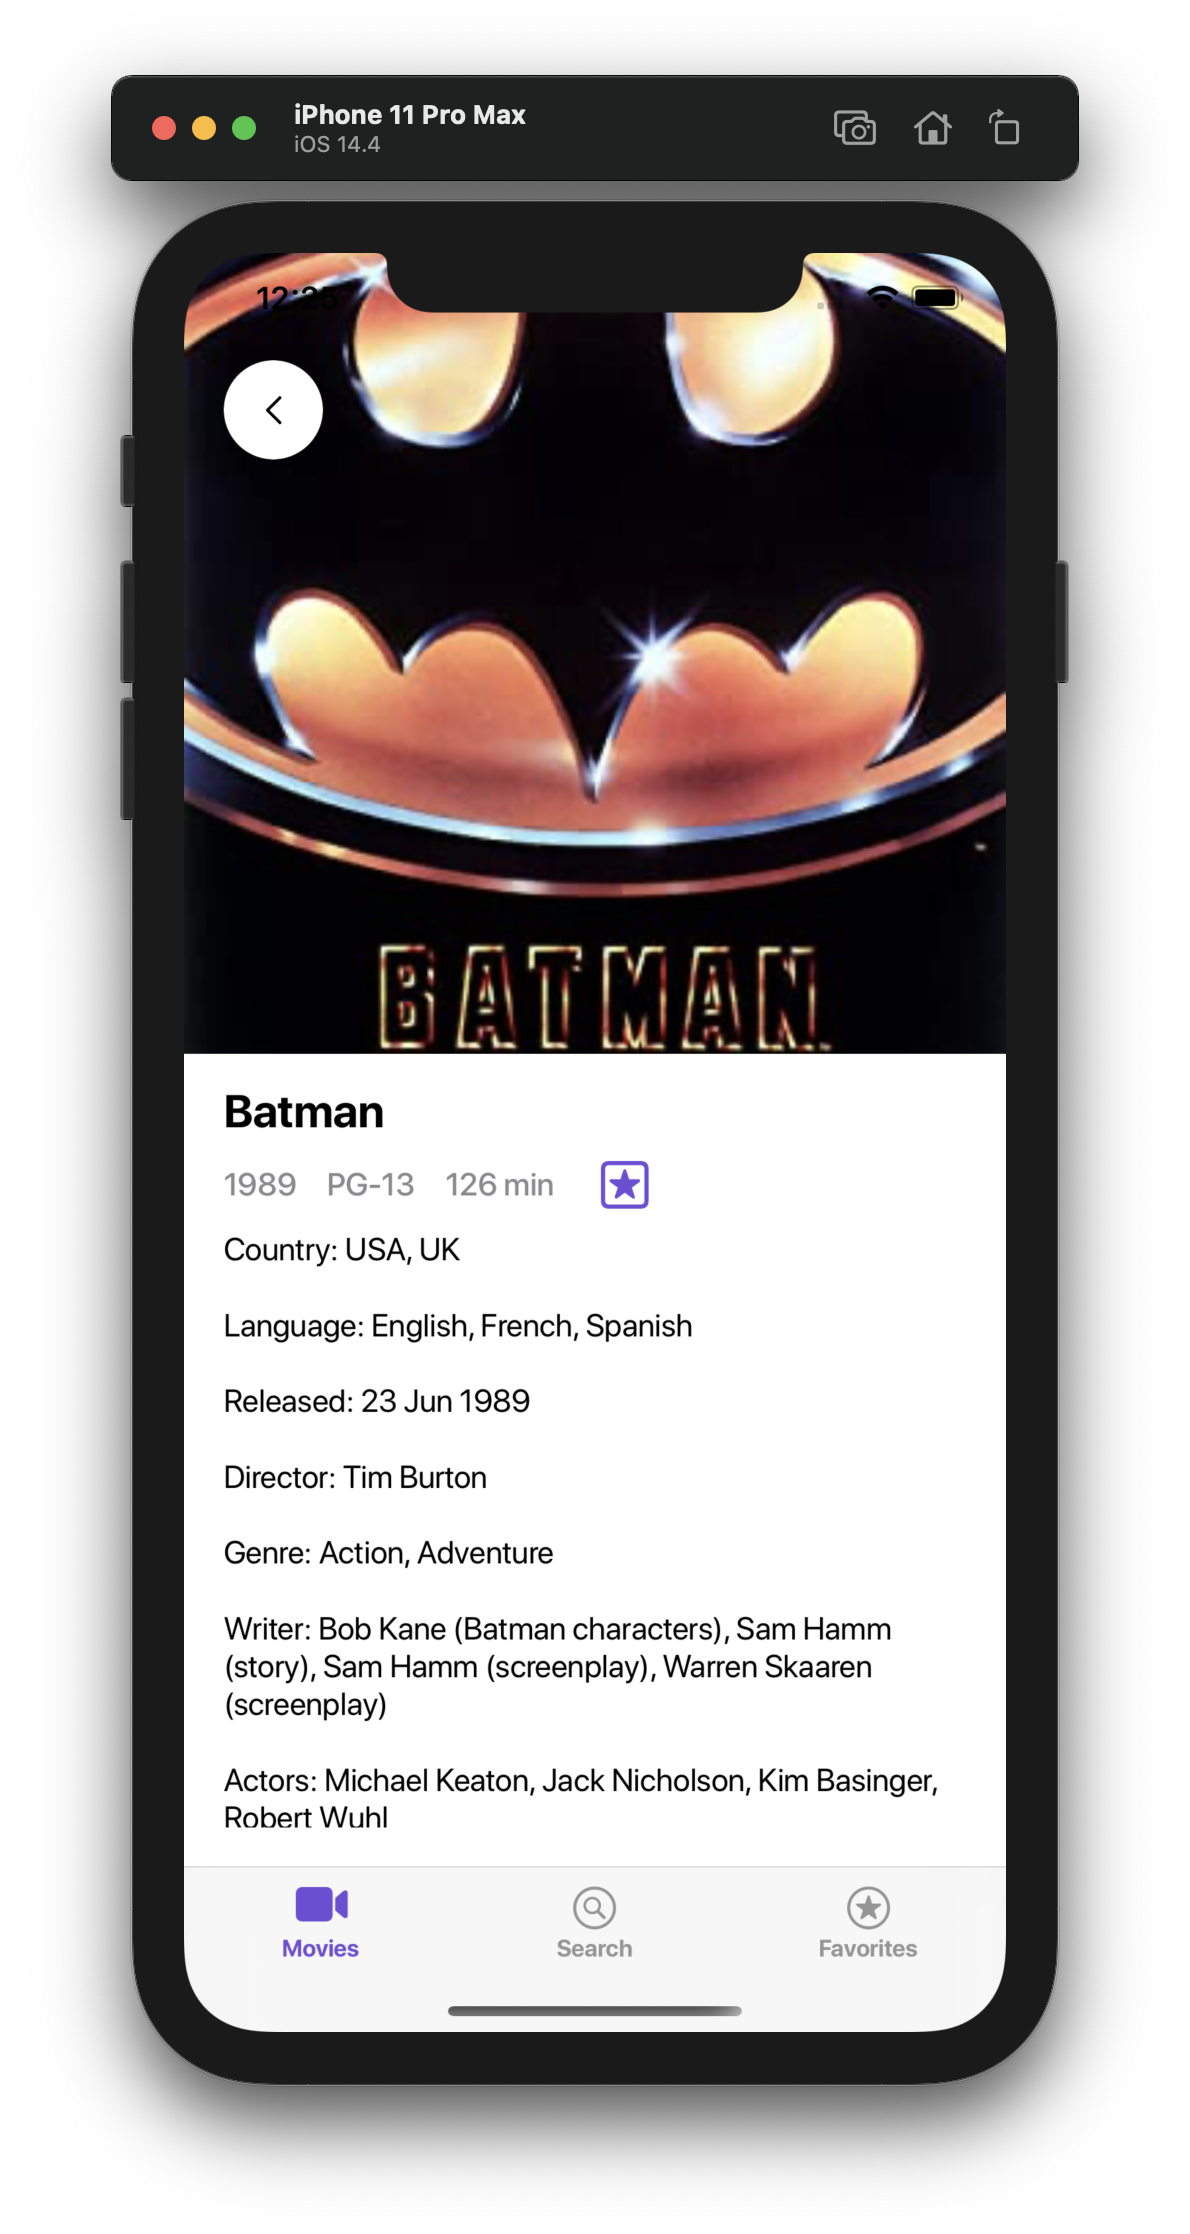 iPhone 11 Pro Max
iOS 14.4
12:25
BATMAN
Batman
1989 PG-13 126 min
Country: USA, UK
Language: English, French, Spanish
Released: 23 Jun 1989
Director: Tim Burton
Genre: Action, Adventure
Writer: Bob Kane (Batman characters), Sam Hamm
(story), Sam Hamm (screenplay), Warren Skaaren
(screenplay)
Actors: Michael Keaton, Jack Nicholson, Kim Basinger,
Robert Wuhl
Movies
Search
Favorites